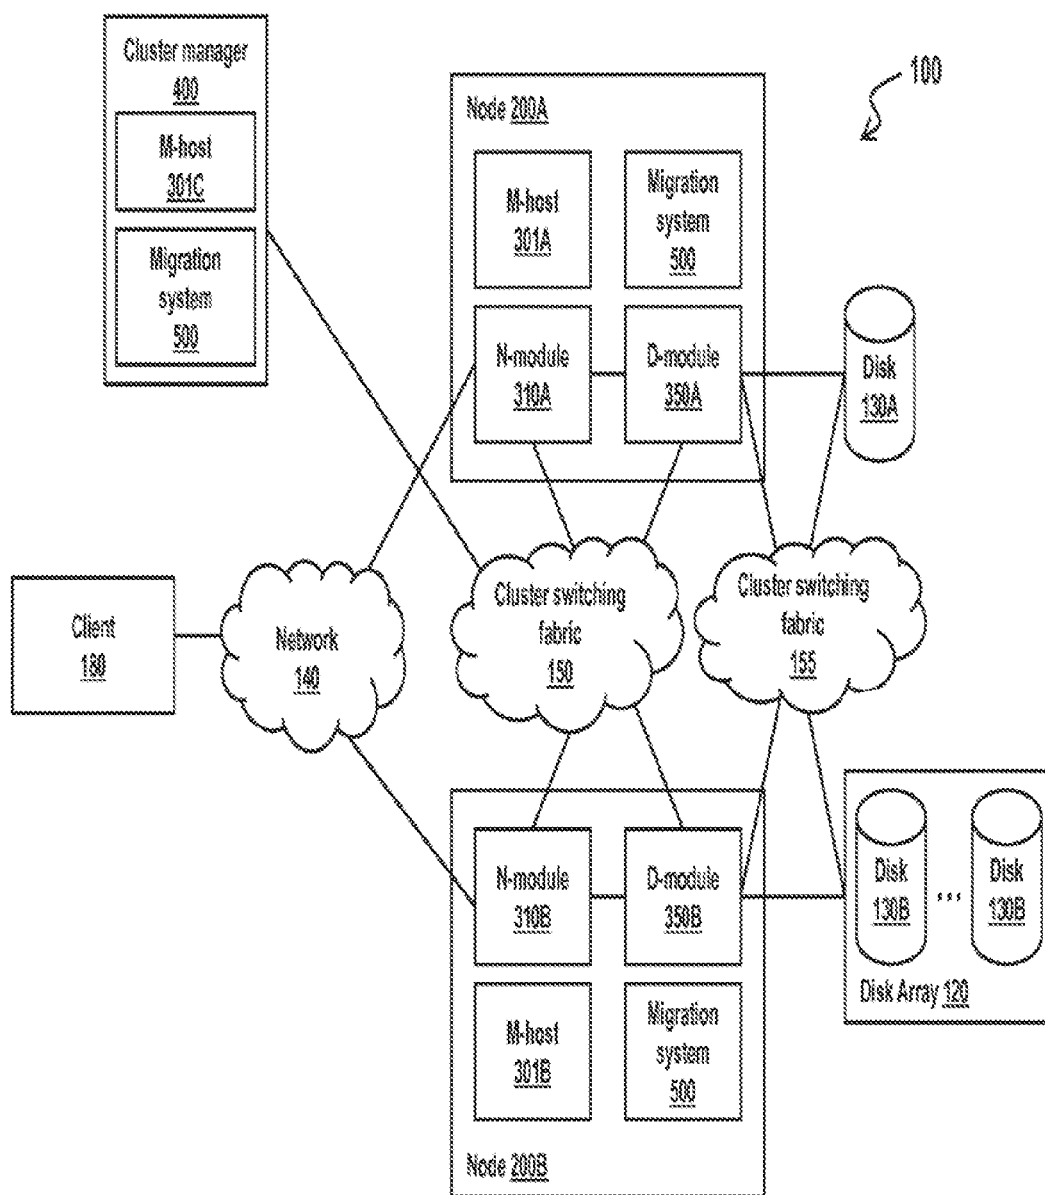 Cluster manager
400
M-host
301C
Migration
system
500
100
Node 200A
M-host
301A
Migration
system
500
N-module
310A
D-module
350A
Disk
130A
Client
180
Network
140
Cluster switching
fabric
150
Cluster switching
fabric
155
N-module
310B
D-module
350B
M-host
301B
Migration
system
500
Node 200B
Disk
130B
...
Disk
130B
Disk Array 120